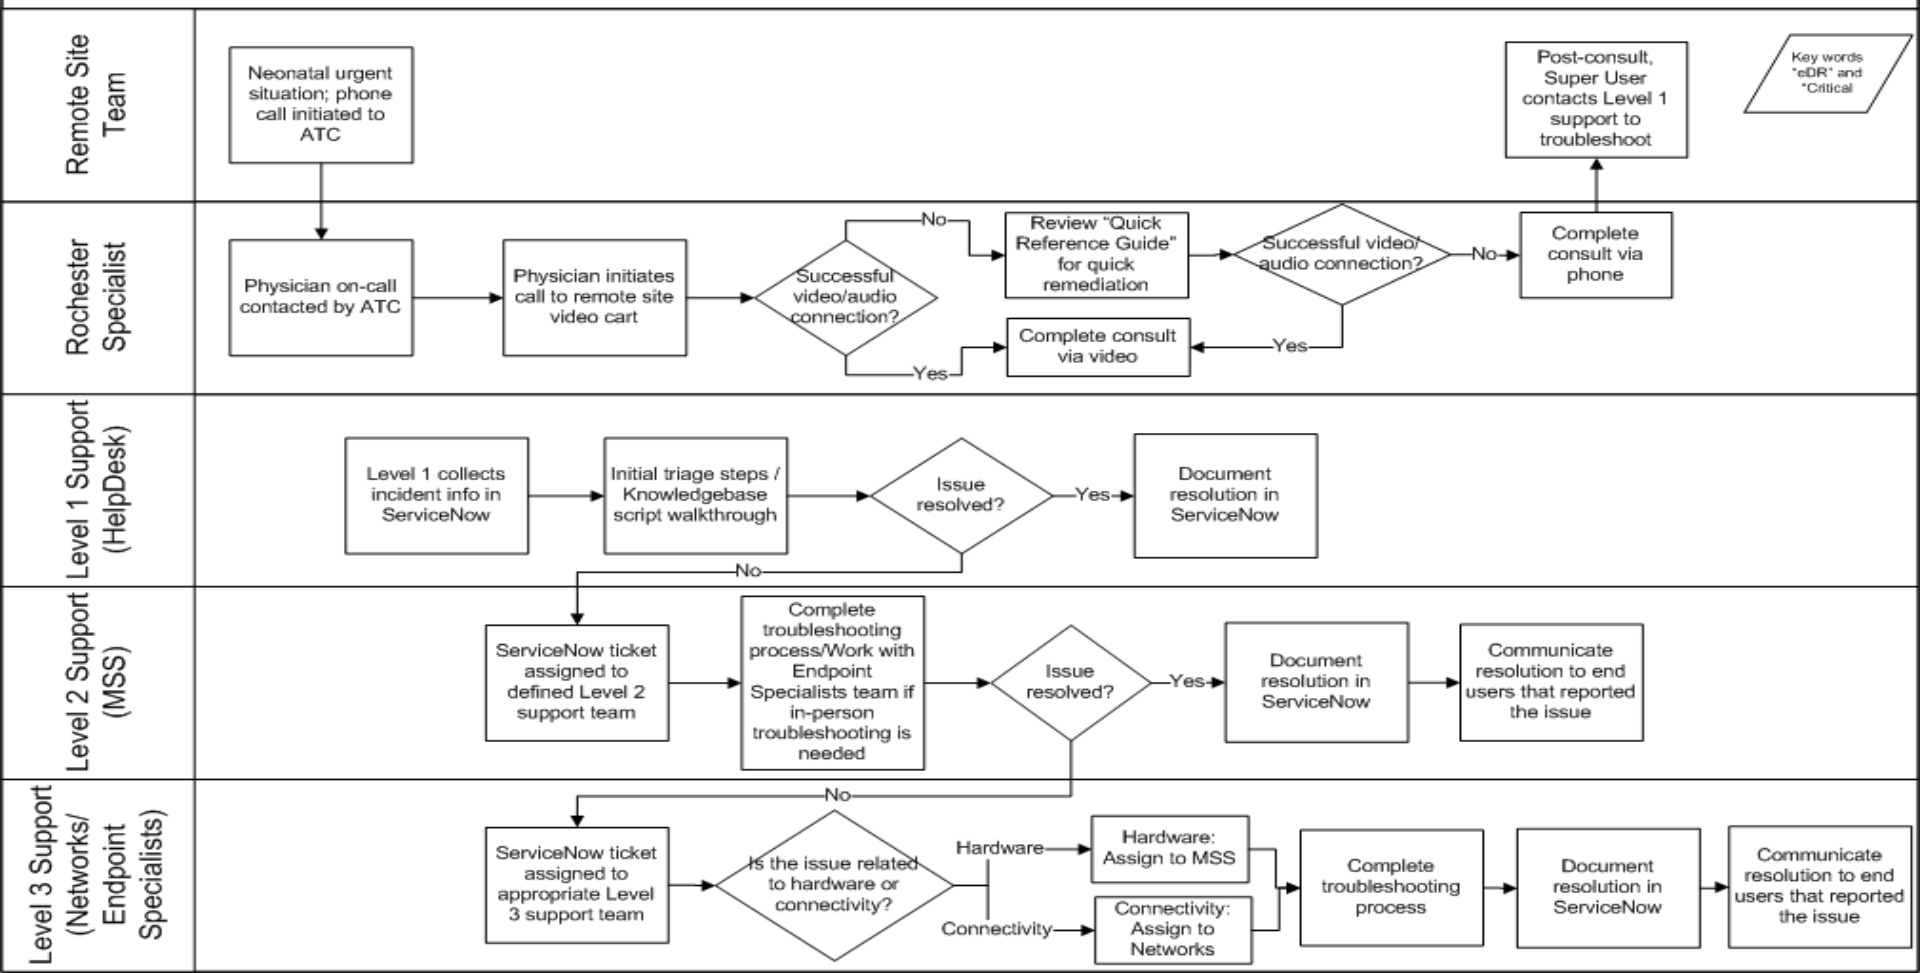 Remote Site
Team
Neonatal urgent
situation; phone
call initiated to
ATC
Post-consult,
Super User
contacts Level 1
support to
troubleshoot
Key words
"eDR" and
"Critical
Rochester
Specialist
Physician on-call
contacted by ATC
Physician initiates
call to remote site
video cart
Successful
video/audio
connection?
No
Yes
Review "Quick
Reference Guide"
for quick
remediation
Complete consult
via video
Successful video/
audio connection?
No
Yes
Complete
consult via
phone
Level 1 Support
(HelpDesk)
Level 1 collects
incident info in
ServiceNow
Initial triage steps /
Knowledgebase
script walkthrough
Issue
resolved?
Yes
No
Document
resolution in
ServiceNow
Level 2 Support
(MSS)
ServiceNow ticket
assigned to
defined Level 2
support team
Complete
troubleshooting
process/Work with
Endpoint
Specialists team if
in-person
troubleshooting is
needed
Issue
resolved?
Yes
No
Document
resolution in
ServiceNow
Communicate
resolution to end
users that reported
the issue
Level 3 Support
(Networks/
Endpoint
Specialists)
ServiceNow ticket
assigned to
appropriate Level
3 support team
Is the issue related
to hardware or
connectivity?
Hardware
Connectivity
Hardware:
Assign to MSS
Connectivity:
Assign to
Networks
Complete
troubleshooting
process
Document
resolution in
ServiceNow
Communicate
resolution to end
users that reported
the issue